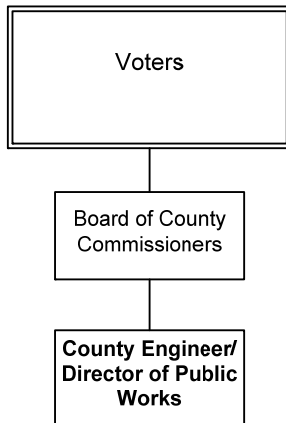 Voters
Board of County
Commissioners
County Engineer/
Director of Public
Works